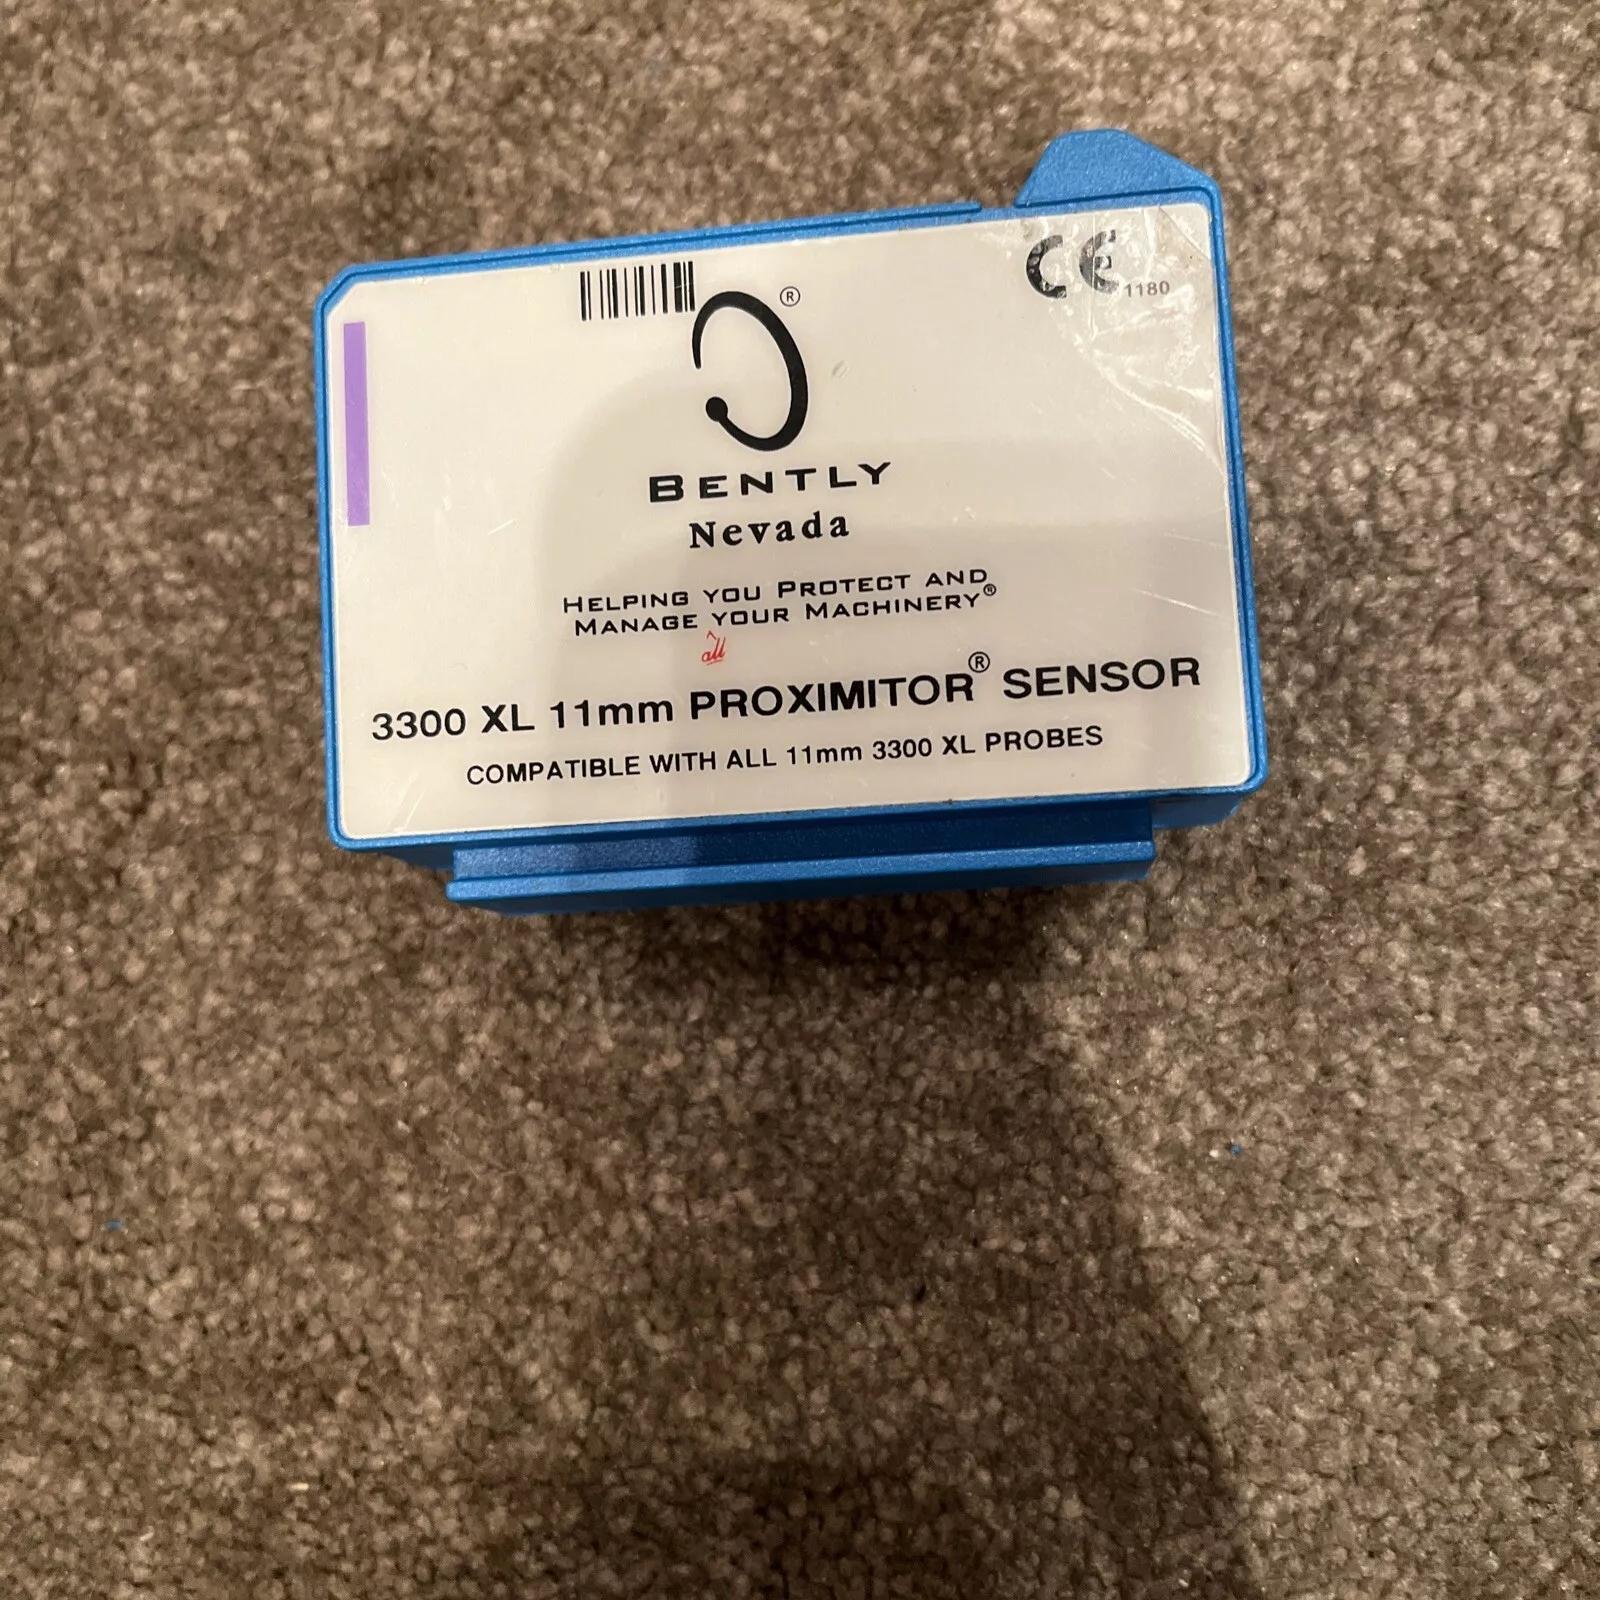 CE 1180
®
BENTLY
Nevada
HELPING YOU PROTECT AND
MANAGE YOUR MACHINERY®
^
all
3300 XL 11mm PROXIMITOR® SENSOR
COMPATIBLE WITH ALL 11mm 3300 XL PROBES